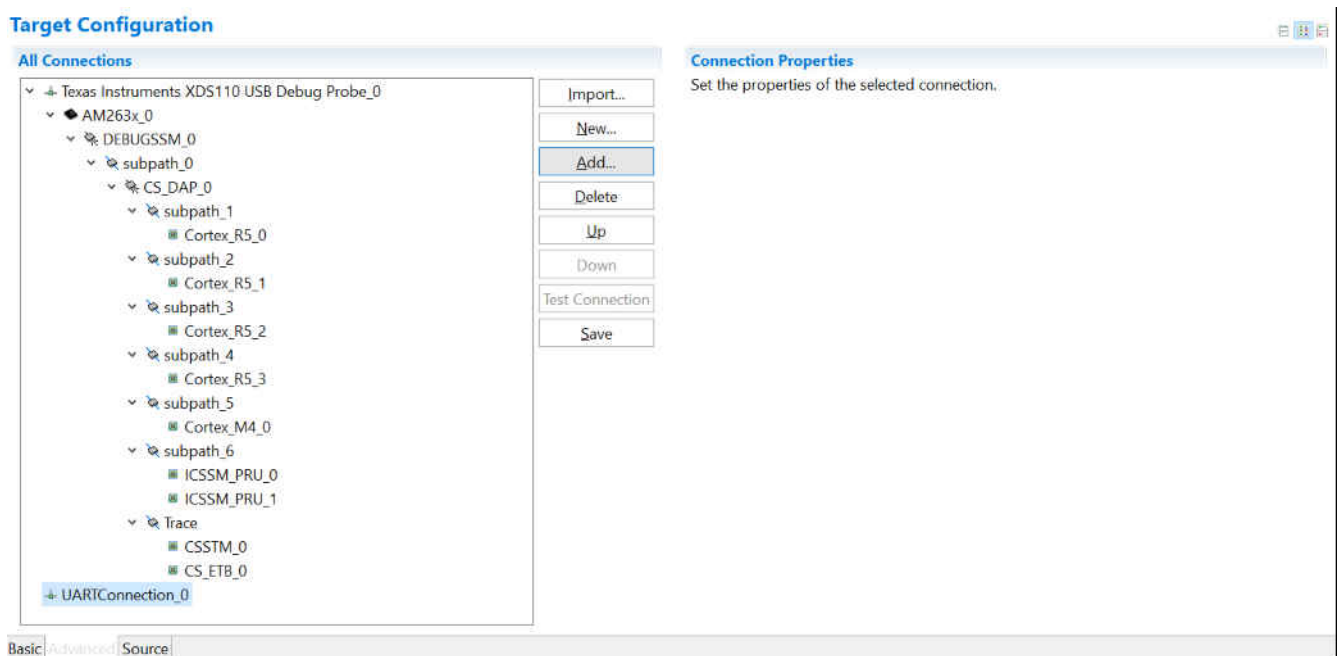 Target Configuration
All Connections
Texas Instruments XDS110 USB Debug Probe_0
AM263x_0
DEBUGSSM_0
subpath_0
CS_DAP_0
subpath_1
Cortex_R5_0
subpath_2
Cortex_R5_1
subpath_3
Cortex_R5_2
subpath_4
Cortex_R5_3
subpath_5
Cortex_M4_0
subpath_6
ICSSM_PRU_0
ICSSM_PRU_1
Trace
CSSTM_0
CS_ETB_0
UARTConnection_0
Import...
New...
Add...
Delete
Up
Down
Test Connection
Save
Connection Properties
Set the properties of the selected connection.
Basic Advanced Source